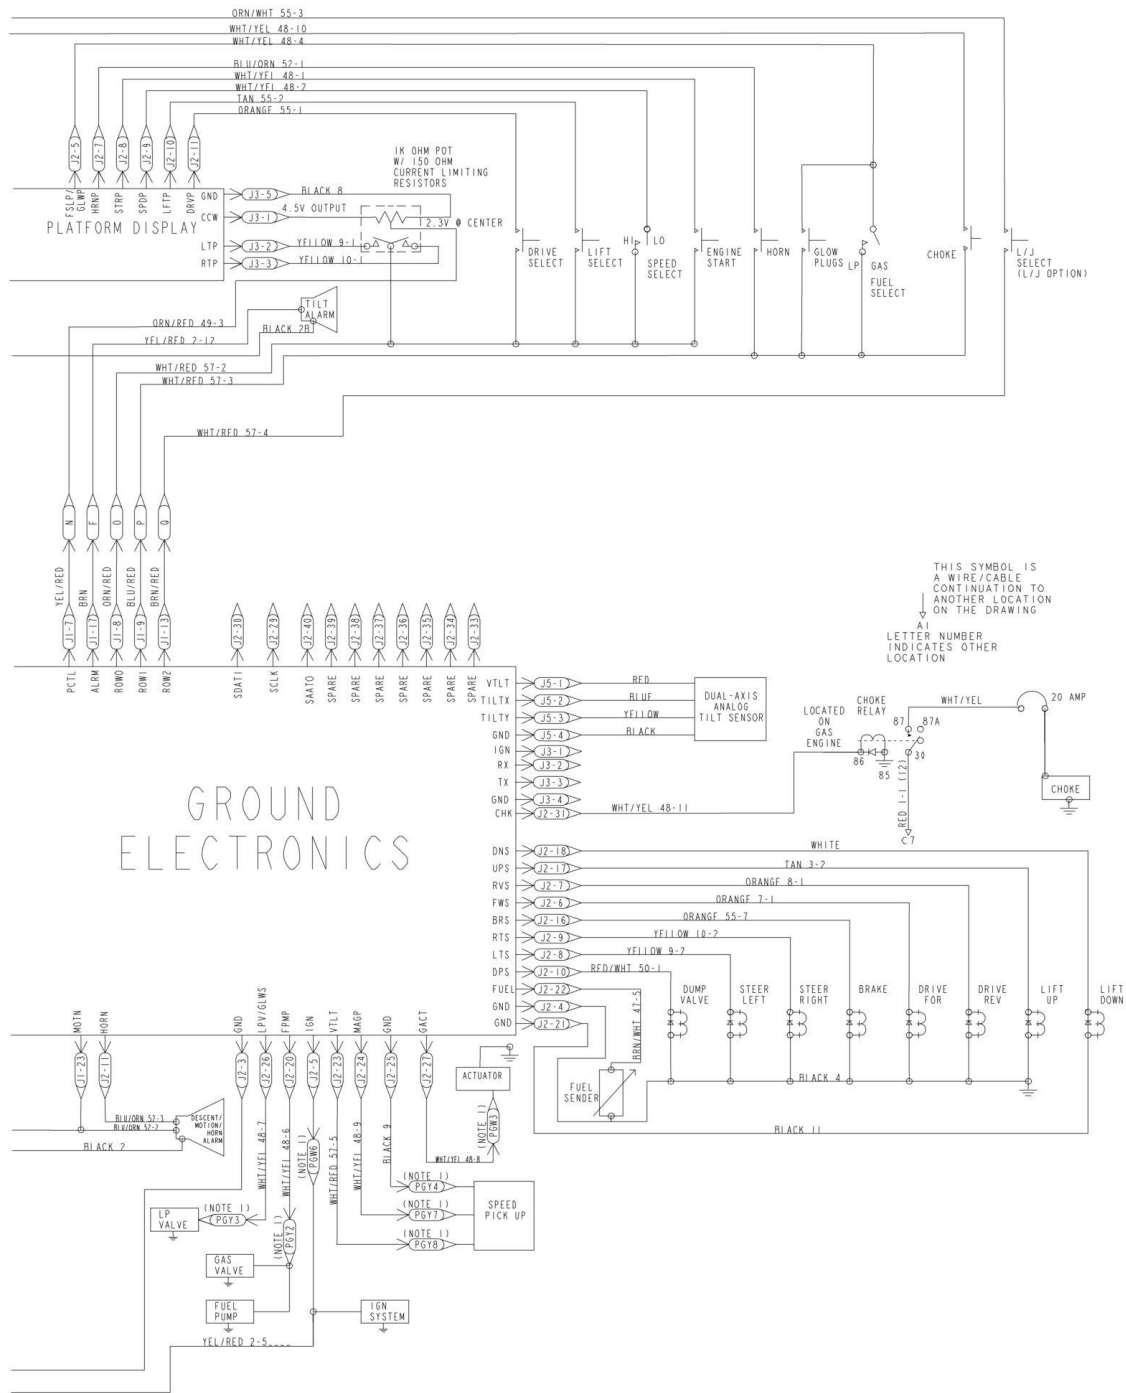 ORN/WHT 55-3
WHT/YEL 48-10
WHT/YEL 48-4
BLU/ORN 52-1
WHT/YEL 48-1
WHT/YEL 48-2
TAN 55-2
ORANGE 55-1
J2-5
J2-7
J2-8
J2-9
J2-10
J2-11
FSLP/
GLWP
HRNP
STRP
SPDP
LFTP
DRVP
PLATFORM DISPLAY
GND
CCW
LTP
RTP
J3-5
J3-1
J3-2
J3-3
BLACK 8
4.5V OUTPUT
YELLOW 9-1
YELLOW 10-1
1K OHM POT
W/ 150 OHM
CURRENT LIMITING
RESISTORS
2.3V @ CENTER
DRIVE
SELECT
LIFT
SELECT
HI
LO
SPEED
SELECT
ENGINE
START
HORN
GLOW
PLUGS
LP
GAS
FUEL
SELECT
CHOKE
L/J
SELECT
(L/J OPTION)
TILT
ALARM
ORN/RED 49-3
BLACK 2B
YEL/RED 2-12
WHT/RED 57-2
WHT/RED 57-3
WHT/RED 57-4
N
F
O
P
Q
YEL/RED
BRN
ORN/RED
BLU/RED
BRN/RED
J1-7
J1-17
J1-8
J1-9
J1-13
PCTL
ALRM
ROW0
ROW1
ROW2
J2-30
J2-29
J2-40
J2-39
J2-38
J2-37
J2-36
J2-35
J2-34
J2-33
SDATI
SCLK
SAATO
SPARE
SPARE
SPARE
SPARE
SPARE
SPARE
SPARE
THIS SYMBOL IS
A WIRE/CABLE
CONTINUATION TO
ANOTHER LOCATION
ON THE DRAWING
A1
LETTER NUMBER
INDICATES OTHER
LOCATION
GROUND
ELECTRONICS
VTLT J5-1 RED
TILTX J5-2 BLUE
TILTY J5-3 YELLOW
GND J5-4 BLACK
DUAL-AXIS
ANALOG
TILT SENSOR
IGN J3-1
RX J3-2
TX J3-3
GND J3-4
CHK J2-31 WHT/YEL 48-11
LOCATED
ON
GAS
ENGINE
CHOKE
RELAY
87
87A
86
85
30
WHT/YEL
20 AMP
CHOKE
RED 1-1 (12)
C7
DNS J2-18 WHITE
UPS J2-17 TAN 3-2
RVS J2-7 ORANGE 8-1
FWS J2-6 ORANGE 7-1
BRS J2-16 ORANGE 55-7
RTS J2-9 YELLOW 10-2
LTS J2-8 YELLOW 9-2
DPS J2-10 RED/WHT 50-1
FUEL J2-22
GND J2-4
GND J2-21
BRN/WHT 47-5
DUMP
VALVE
STEER
LEFT
STEER
RIGHT
BRAKE
DRIVE
FOR
DRIVE
REV
LIFT
UP
LIFT
DOWN
BLACK 4
BLACK 11
FUEL
SENDER
ACTUATOR
MOTN
HORN
GND
LPV/GLWS
FPMP
IGN
VTLT
MAGP
GND
GACT
J1-23
J2-11
J2-3
J2-26
J2-20
J2-5
J2-23
J2-24
J2-25
J2-27
BLU/ORN 52-3
BLU/ORN 52-2
BLACK 2
DESCENT/
MOTION/
HORN
ALARM
WHT/YEL 48-7
WHT/YEL 48-6
(NOTE 1)
PGW6
WHT/RED 57-5
WHT/YEL 48-9
BLACK 9
WHT/YEL 48-8
(NOTE 1)
PGW3
(NOTE 1)
PGY4
(NOTE 1)
PGY7
(NOTE 1)
PGY8
SPEED
PICK UP
LP
VALVE
(NOTE 1)
PGY3
(NOTE 1)
PGY2
GAS
VALVE
FUEL
PUMP
IGN
SYSTEM
YEL/RED 2-5